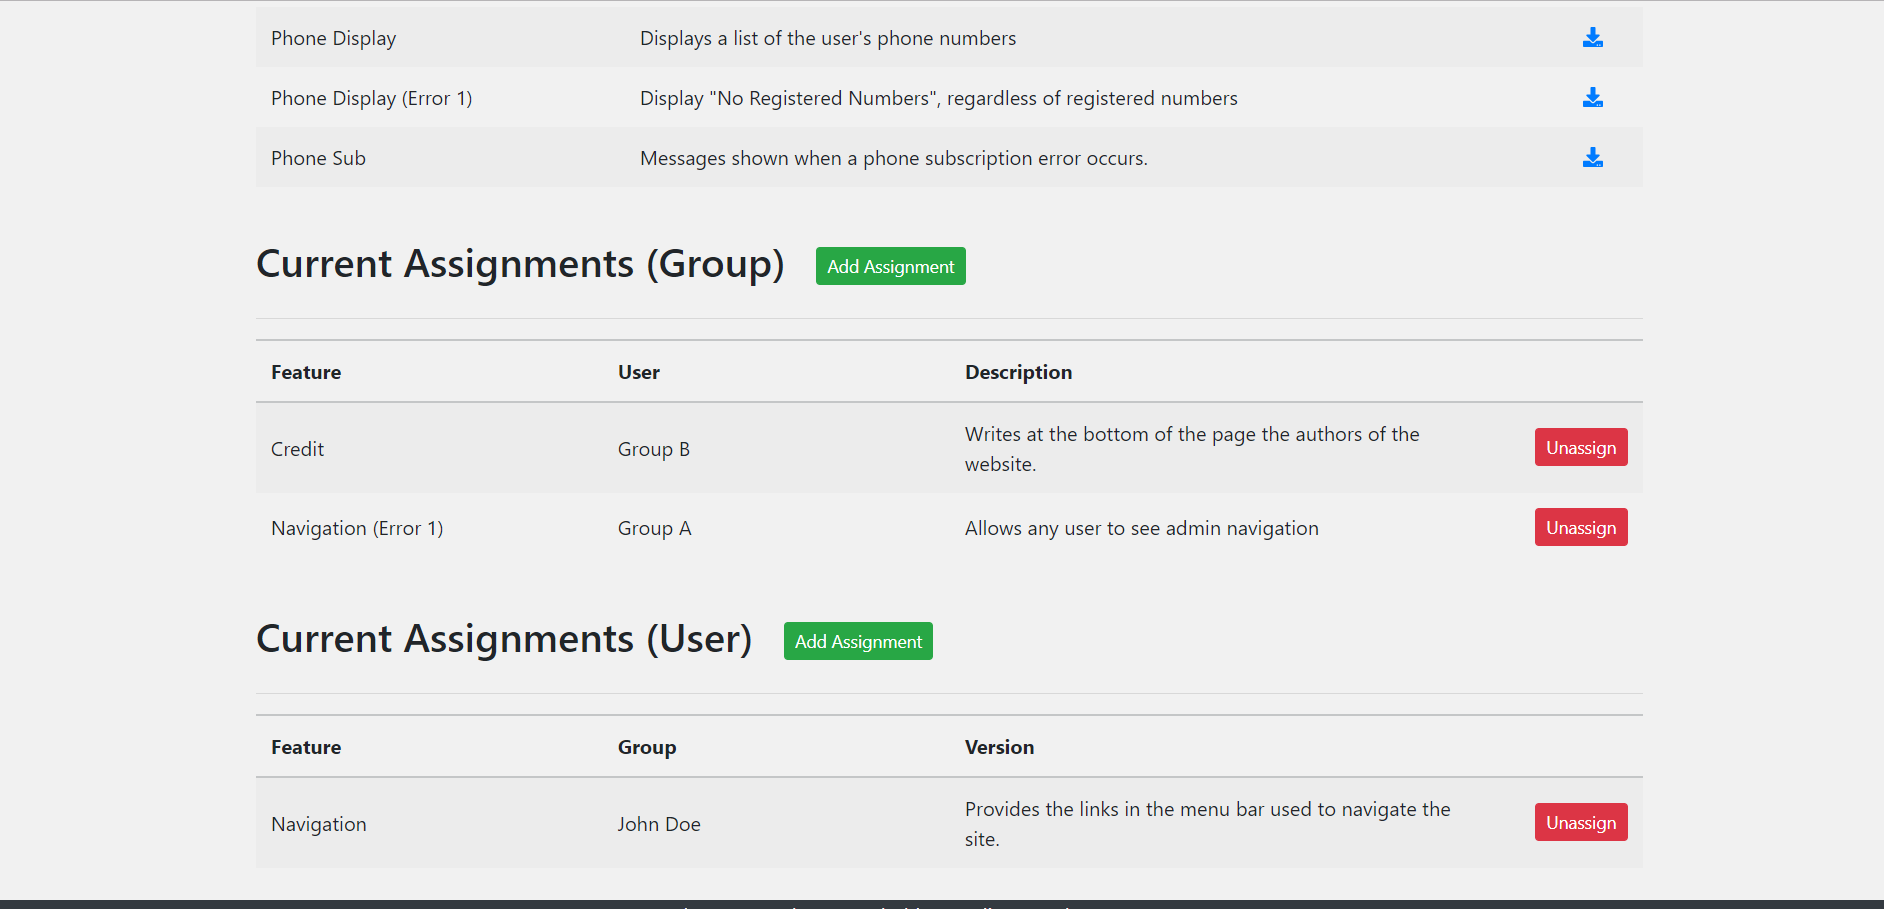 Phone Display Displays a list of the user's phone numbers
Phone Display (Error 1) Display "No Registered Numbers", regardless of registered numbers
Phone Sub Messages shown when a phone subscription error occurs.
Current Assignments (Group) Add Assignment
Feature User Description
Credit Group B Writes at the bottom of the page the authors of the
website. Unassign
Navigation (Error 1) Group A Allows any user to see admin navigation Unassign
Current Assignments (User) Add Assignment
Feature Group Version
Navigation John Doe Provides the links in the menu bar used to navigate the
site. Unassign